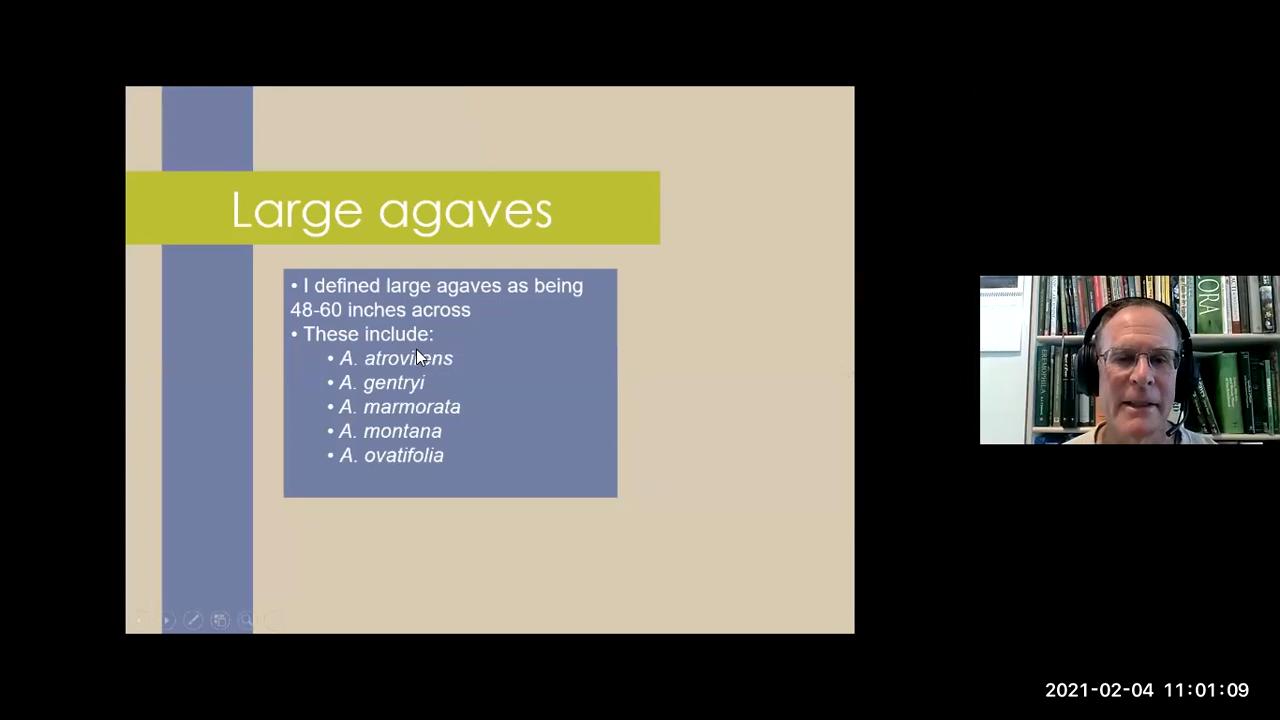 Large agaves
• I defined large agaves as being
48-60 inches across
• These include:
• A. atrovirens
• A. gentryi
• A. marmorata
• A. montana
• A. ovatifolia
EREMOPHILA
2021-02-04 11:01:09